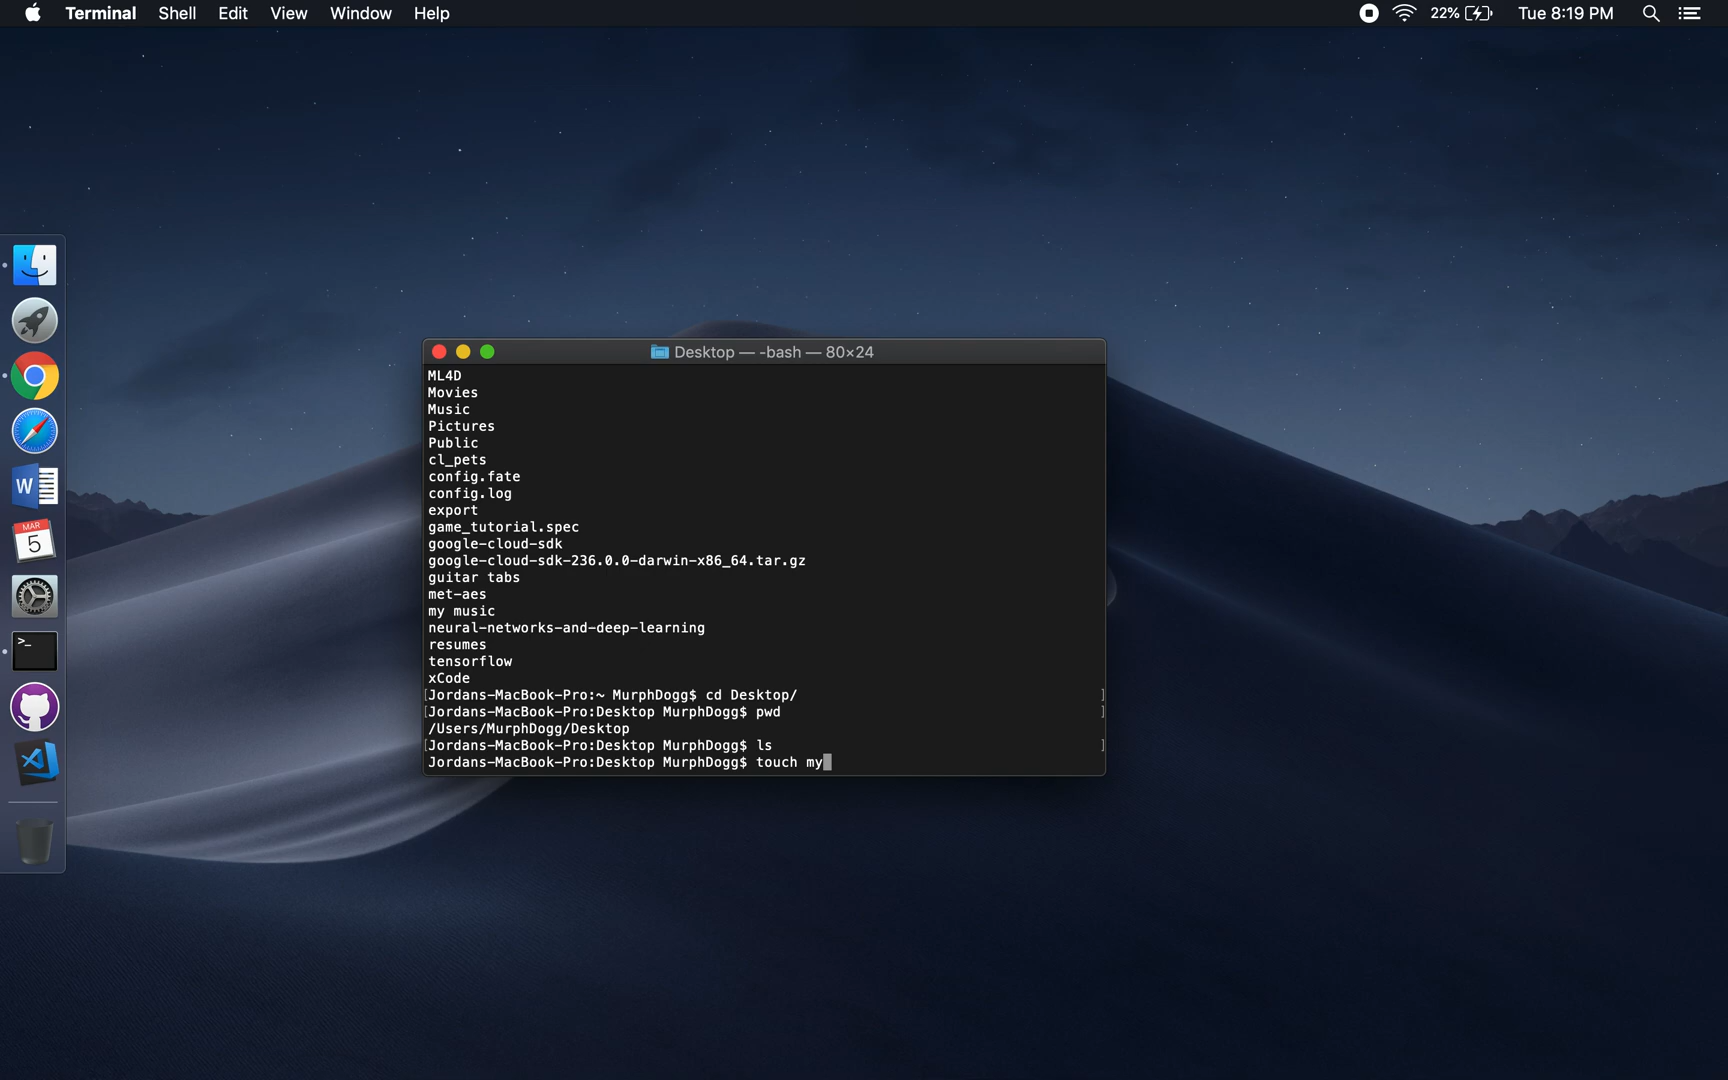 Terminal Shell Edit View Window Help 22% Tue 8:19 PM
Desktop — -bash — 80×24
ML4D
Movies
Music
Pictures
Public
cl_pets
config.fate
config.log
export
game_tutorial.spec
google-cloud-sdk
google-cloud-sdk-236.0.0-darwin-x86_64.tar.gz
guitar tabs
met-aes
my music
neural-networks-and-deep-learning
resumes
tensorflow
xCode
[Jordans-MacBook-Pro:~ MurphDogg$ cd Desktop/ ]
[Jordans-MacBook-Pro:Desktop MurphDogg$ pwd ]
/Users/MurphDogg/Desktop
[Jordans-MacBook-Pro:Desktop MurphDogg$ ls ]
Jordans-MacBook-Pro:Desktop MurphDogg$ touch my
W
MAR
5
>_